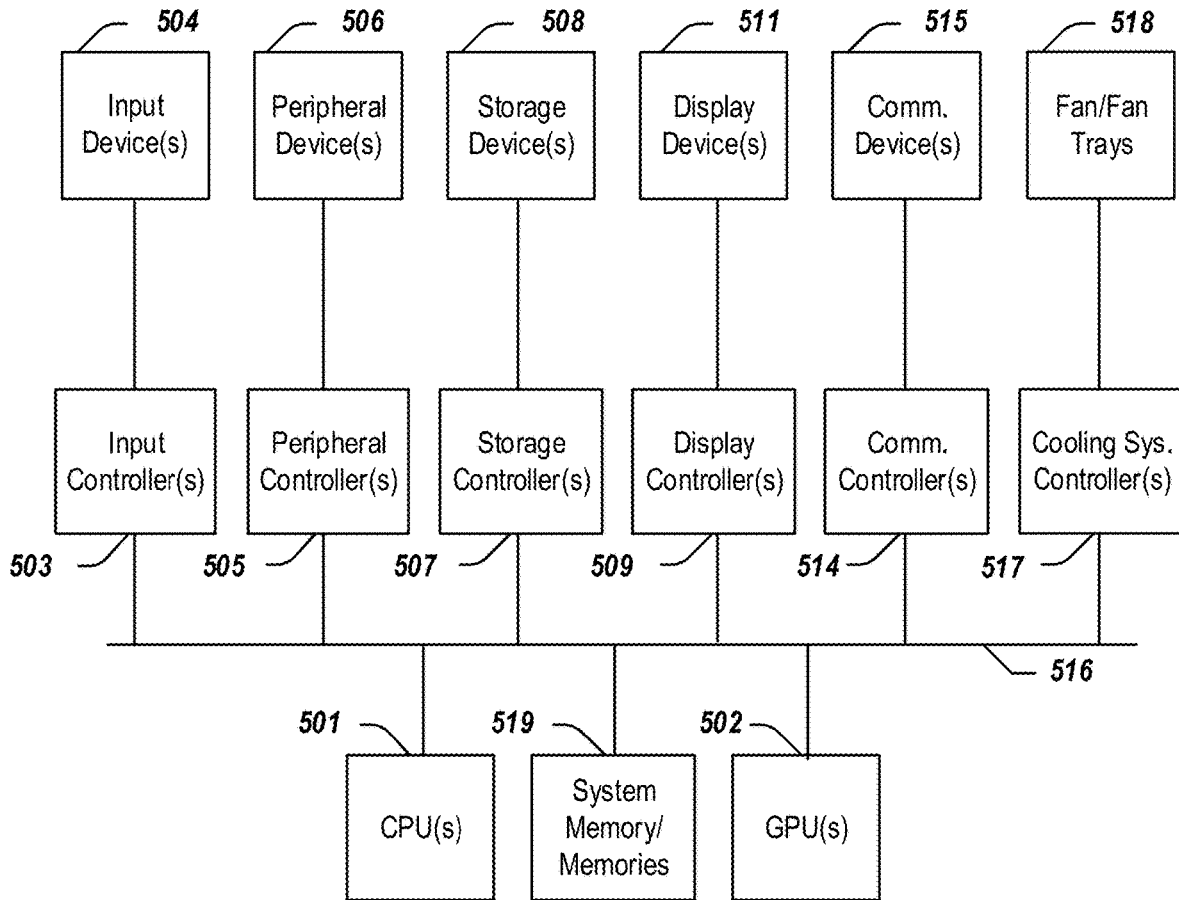 504
506
508
511
515
518
Input
Device(s)
Peripheral
Device(s)
Storage
Device(s)
Display
Device(s)
Comm.
Device(s)
Fan/Fan
Trays
Input
Controller(s)
Peripheral
Controller(s)
Storage
Controller(s)
Display
Controller(s)
Comm.
Controller(s)
Cooling Sys.
Controller(s)
503
505
507
509
514
517
516
501
519
502
CPU(s)
System
Memory/
Memories
GPU(s)